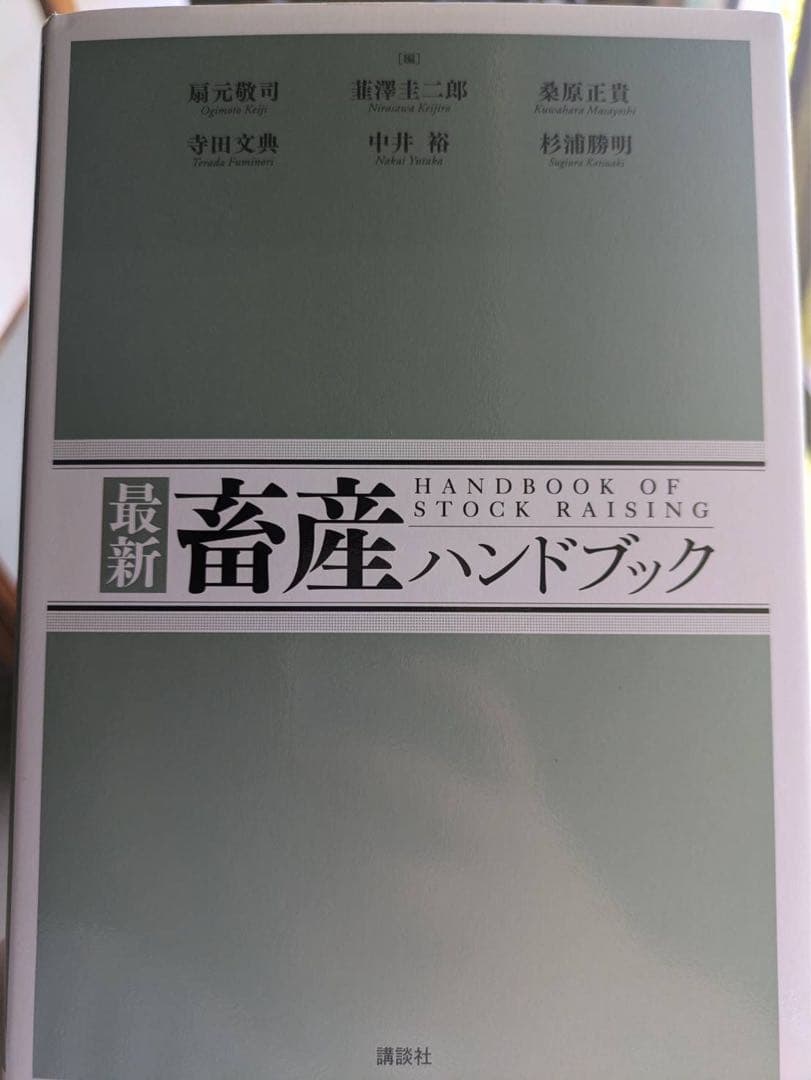 [編]
扇元敬司 韮澤圭二郎 桑原正貴
Ogimoto Keiji Nirasawa Keijiro Kuwahara Masayoshi
寺田文典 中井 裕 杉浦勝明
Terada Fuminori Nakai Yutaka Sugiura Katsuaki
最新
畜産
HANDBOOK OF
STOCK RAISING
ハンドブック
講談社